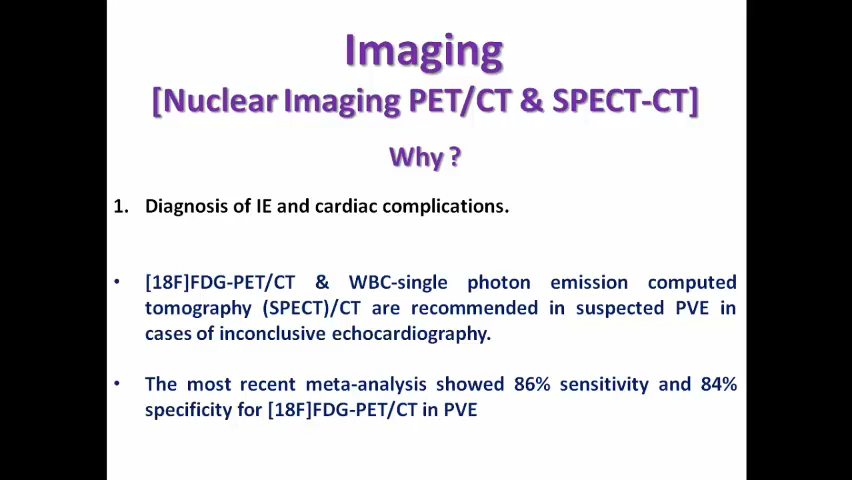 Imaging
[Nuclear Imaging PET/CT & SPECT-CT]
Why ?
1. Diagnosis of IE and cardiac complications.
• [18F]FDG-PET/CT & WBC-single photon emission computed
tomography (SPECT)/CT are recommended in suspected PVE in
cases of inconclusive echocardiography.
• The most recent meta-analysis showed 86% sensitivity and 84%
specificity for [18F]FDG-PET/CT in PVE